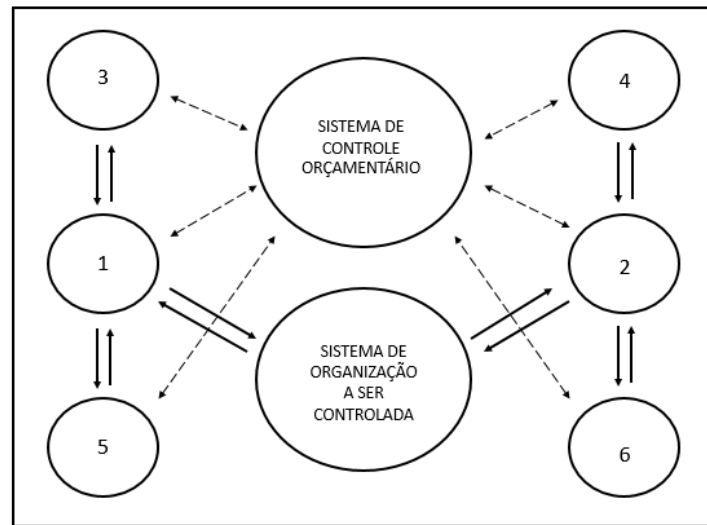 3
4
SISTEMA DE
CONTROLE
ORÇAMENTÁRIO
1
2
SISTEMA DE
ORGANIZAÇÃO
A SER
CONTROLADA
5
6